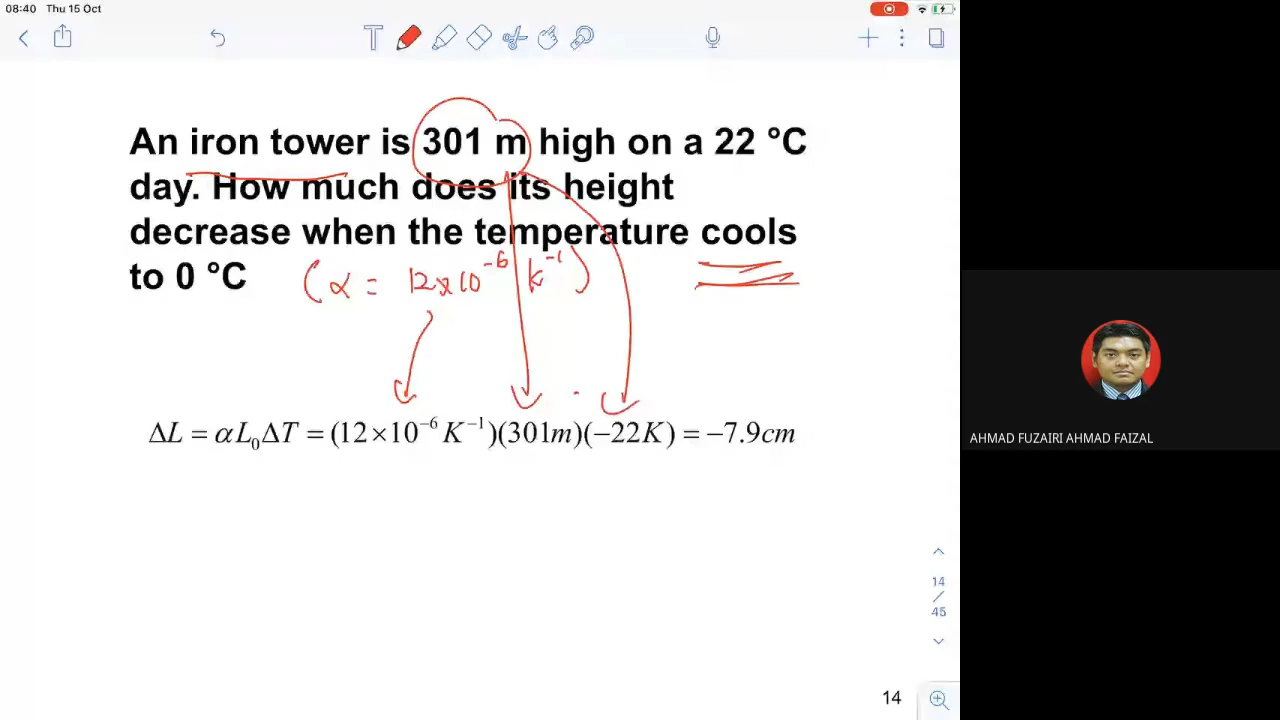 08:40 Thu 15 Oct
An iron tower is 301 m high on a 22 °C
day. How much does its height
decrease when the temperature cools
to 0 °C (α = 12×10⁻⁶ K⁻¹)
ΔL = αL₀ΔT = (12×10⁻⁶ K⁻¹)(301m)(−22K) = −7.9cm
AHMAD FUZAIRI AHMAD FAIZAL
14
/
45
14